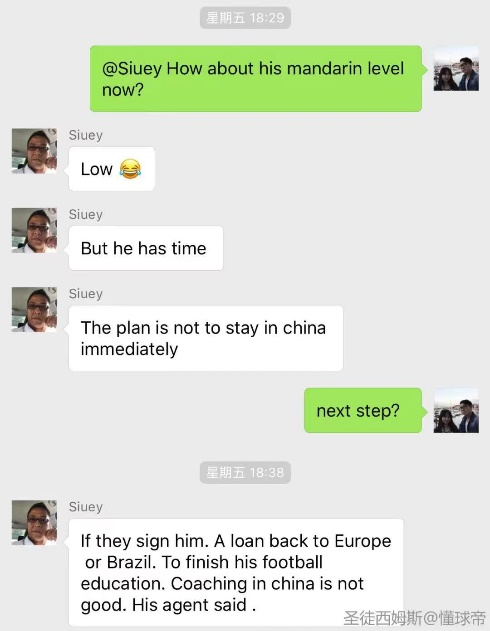 星期五 18:29
@Siuey How about his mandarin level
now?
Siuey
Low 😂
Siuey
But he has time
Siuey
The plan is not to stay in china
immediately
next step?
星期五 18:38
Siuey
If they sign him. A loan back to Europe
or Brazil. To finish his football
education. Coaching in china is not
good. His agent said .
圣徒西姆斯@懂球帝